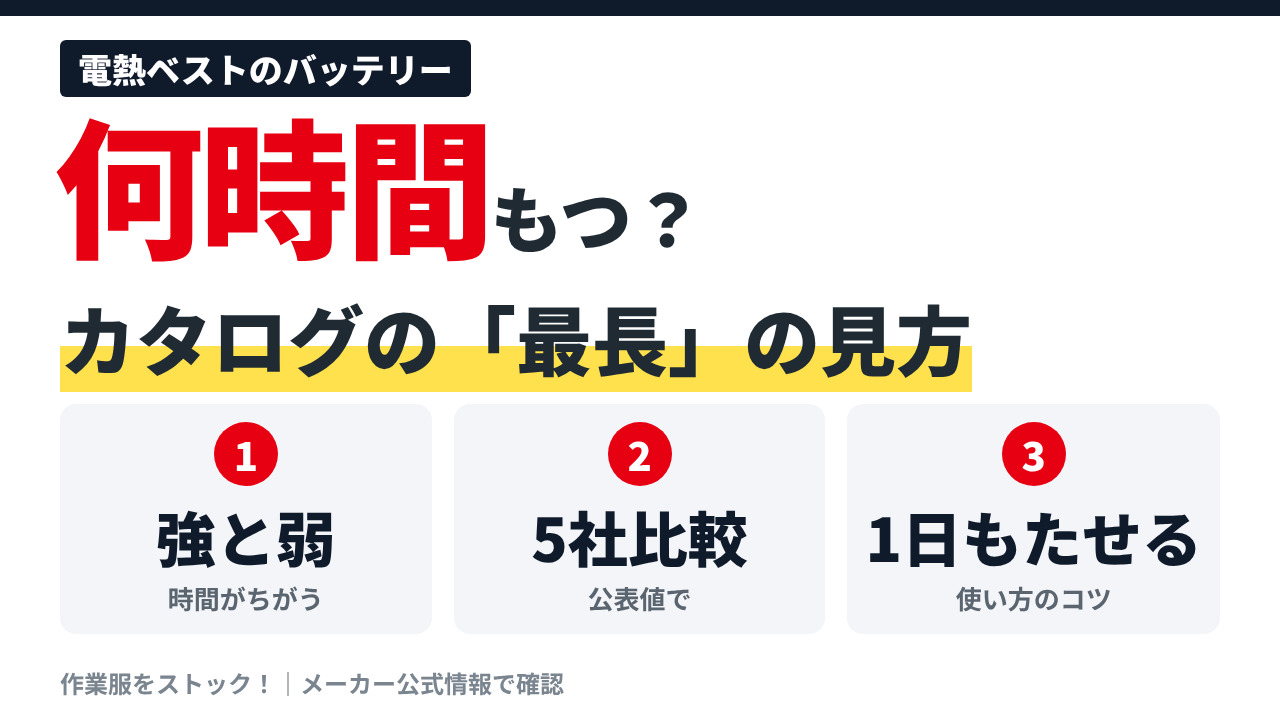 電熱ベストのバッテリー
何時間もつ？
カタログの「最長」の見方
1
強と弱
時間がちがう
2
5社比較
公表値で
3
1日もたせる
使い方のコツ
作業服をストック！｜メーカー公式情報で確認